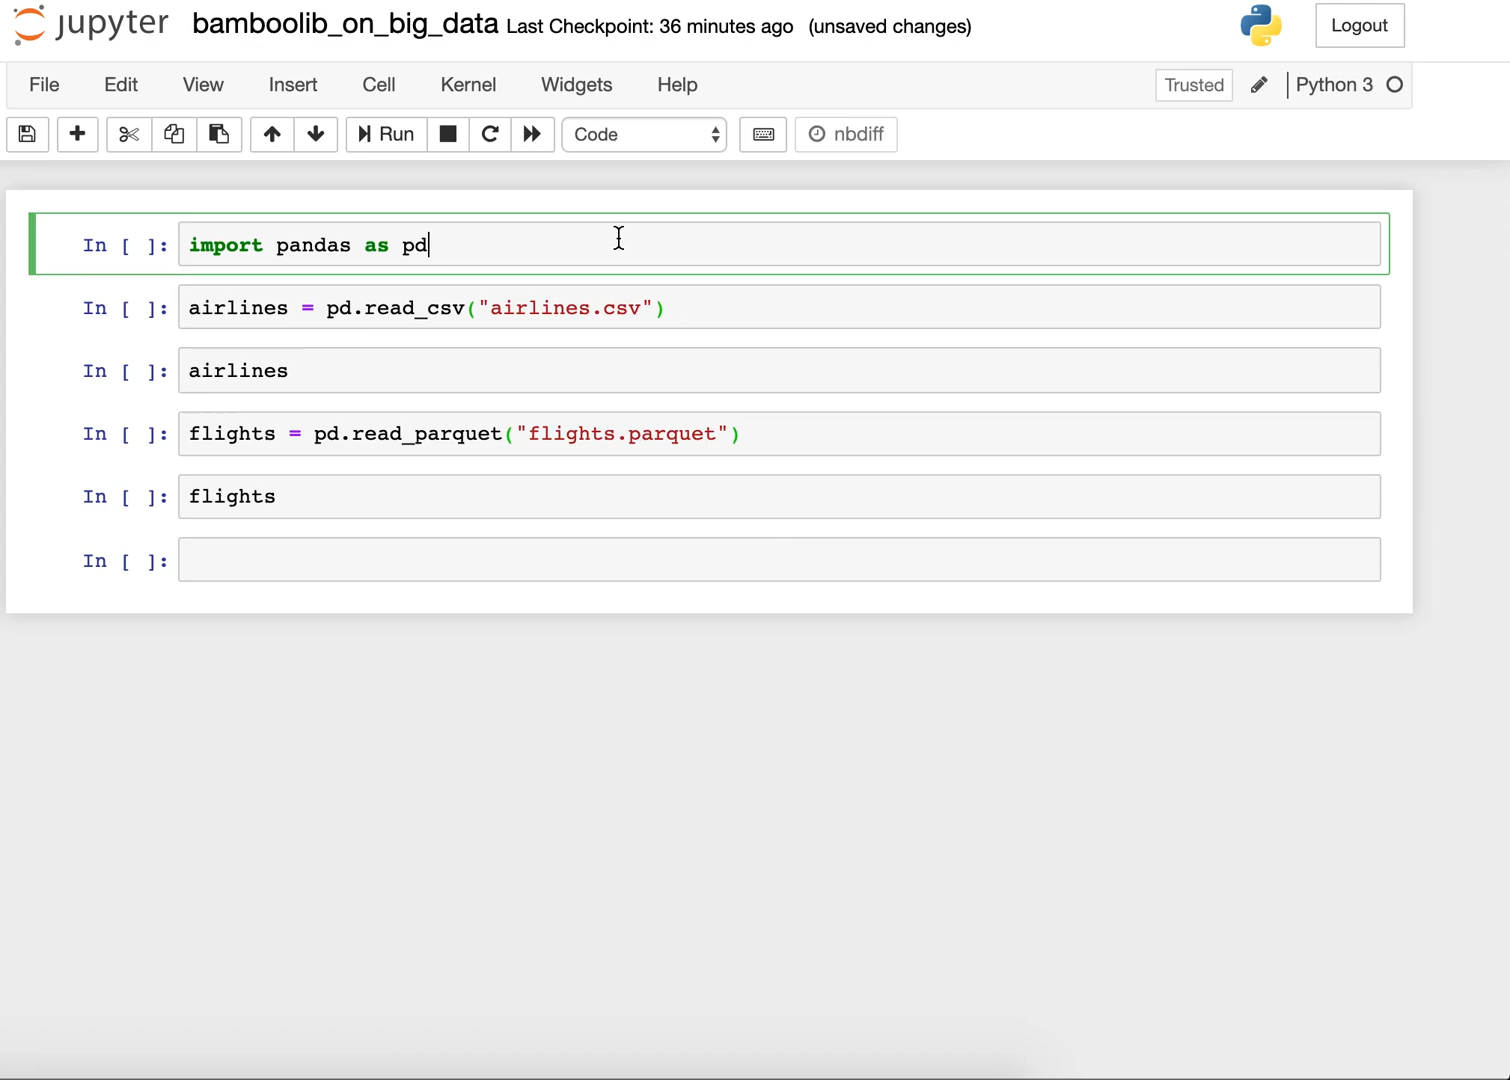 jupyter bamboolib_on_big_data Last Checkpoint: 36 minutes ago (unsaved changes) Logout
File Edit View Insert Cell Kernel Widgets Help Trusted Python 3
Run Code nbdiff
In [ ]: import pandas as pd
In [ ]: airlines = pd.read_csv("airlines.csv")
In [ ]: airlines
In [ ]: flights = pd.read_parquet("flights.parquet")
In [ ]: flights
In [ ]: